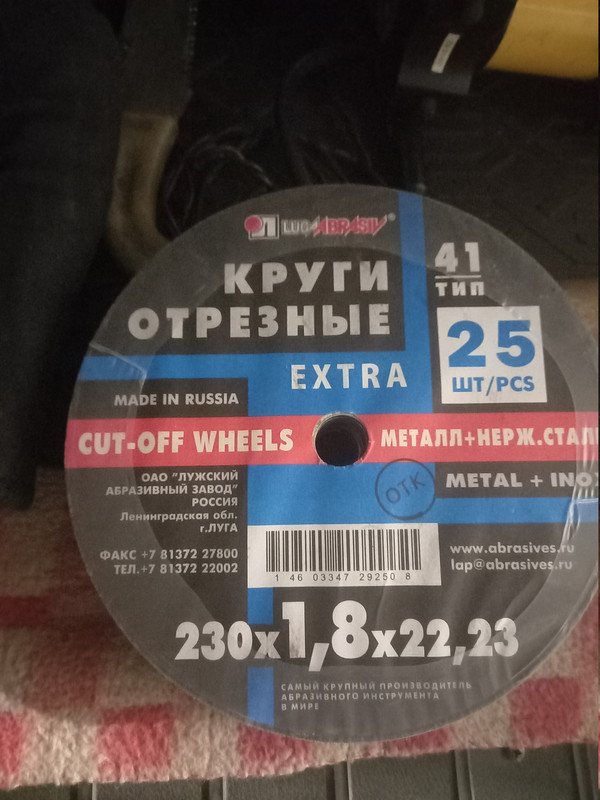 LUGAABRASIV®
КРУГИ
ОТРЕЗНЫЕ
41
ТИП
25
ШТ/PCS
EXTRA
MADE IN RUSSIA
CUT-OFF WHEELS
МЕТАЛЛ+НЕРЖ.СТАЛ
ОТК
METAL + INO
ОАО "ЛУЖСКИЙ
АБРАЗИВНЫЙ ЗАВОД"
РОССИЯ
Ленинградская обл.
г.ЛУГА
ФАКС +7 81372 27800
ТЕЛ.+7 81372 22002
1 46 03347 29250 8
www.abrasives.ru
lap@abrasives.ru
230x1,8x22,23
САМЫЙ КРУПНЫЙ ПРОИЗВОДИТЕЛЬ
АБРАЗИВНОГО ИНСТРУМЕНТА
В МИРЕ